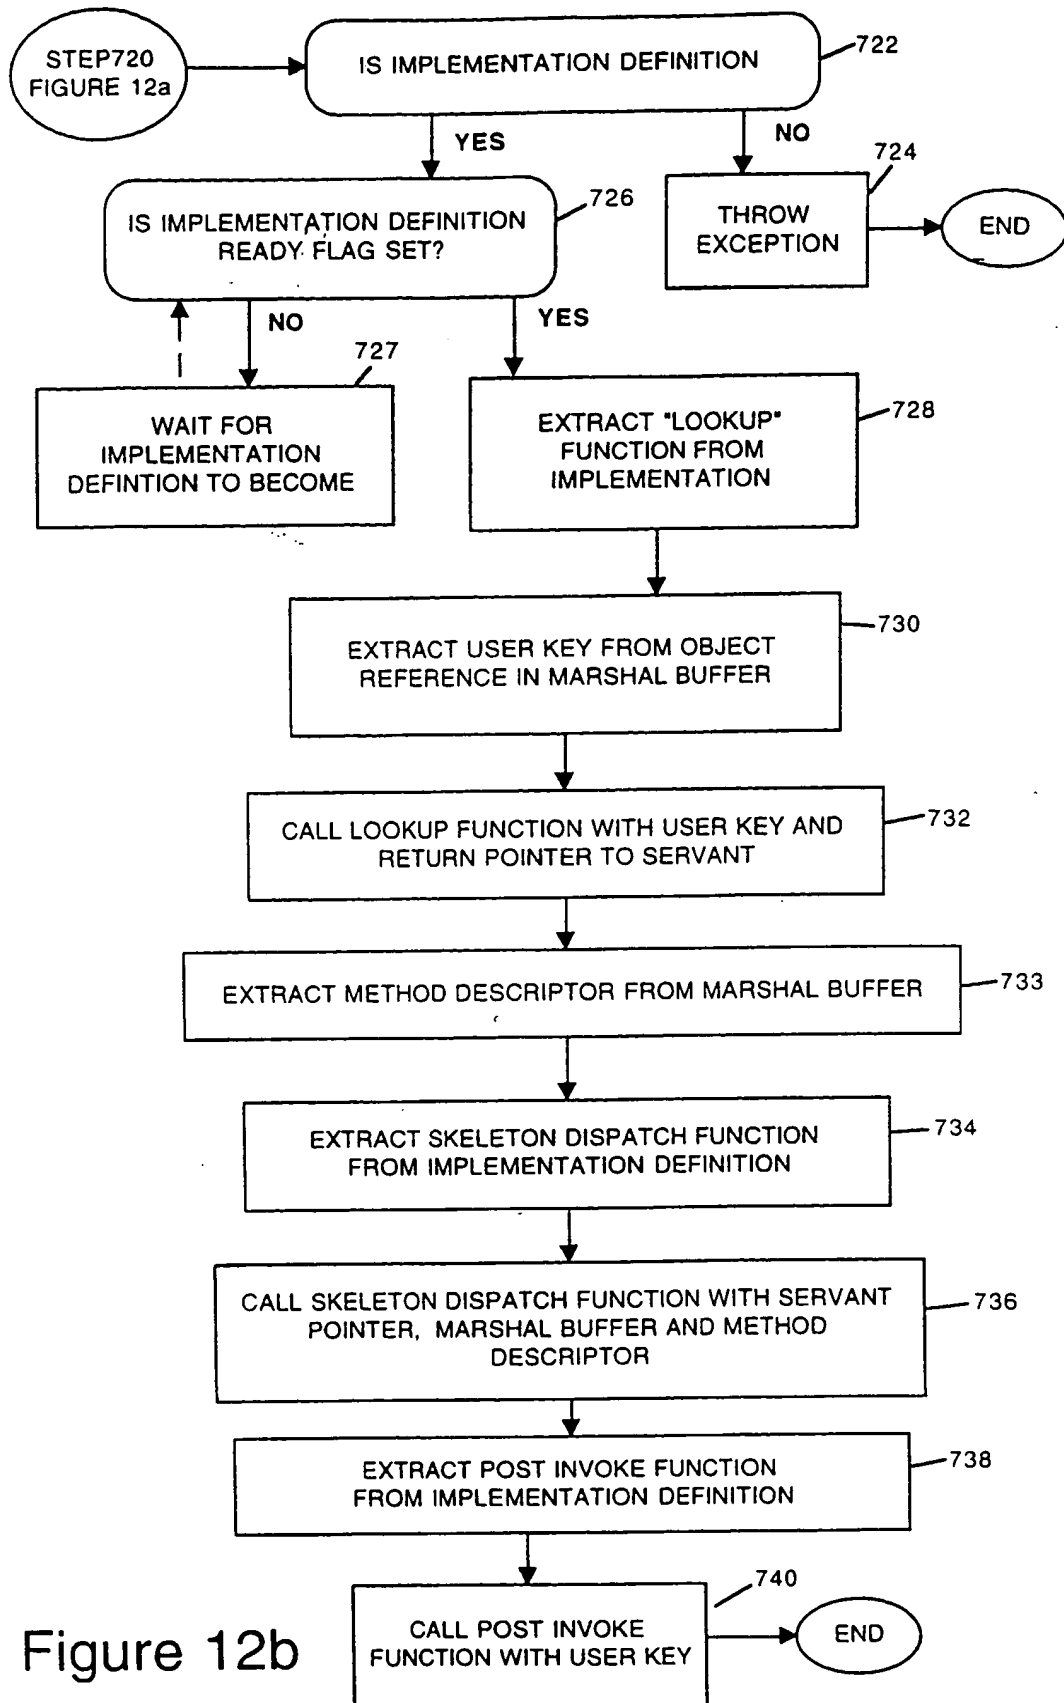 STEP720
FIGURE 12a
IS IMPLEMENTATION DEFINITION
722
YES
NO
724
THROW
EXCEPTION
END
IS IMPLEMENTATION DEFINITION
READY FLAG SET?
726
NO
YES
727
WAIT FOR
IMPLEMENTATION
DEFINTION TO BECOME
EXTRACT "LOOKUP"
FUNCTION FROM
IMPLEMENTATION
728
EXTRACT USER KEY FROM OBJECT
REFERENCE IN MARSHAL BUFFER
730
CALL LOOKUP FUNCTION WITH USER KEY AND
RETURN POINTER TO SERVANT
732
EXTRACT METHOD DESCRIPTOR FROM MARSHAL BUFFER
733
EXTRACT SKELETON DISPATCH FUNCTION
FROM IMPLEMENTATION DEFINITION
734
CALL SKELETON DISPATCH FUNCTION WITH SERVANT
POINTER, MARSHAL BUFFER AND METHOD
DESCRIPTOR
736
EXTRACT POST INVOKE FUNCTION
FROM IMPLEMENTATION DEFINITION
738
CALL POST INVOKE
FUNCTION WITH USER KEY
740
END
Figure 12b